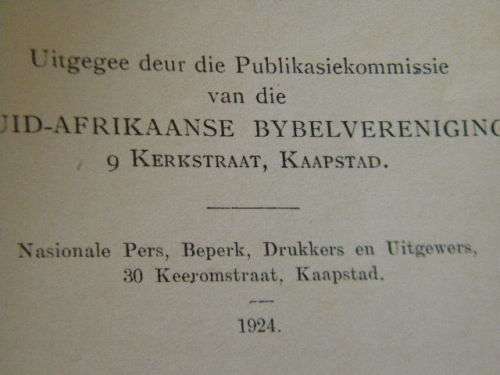 Uitgegee deur die Publikasiekommissie
van die
UID-AFRIKAANSE BYBELVERENIGING
9 KERKSTRAAT, KAAPSTAD.
Nasionale Pers, Beperk, Drukkers en Uitgewers,
30 Keeromstraat, Kaapstad.
1924.